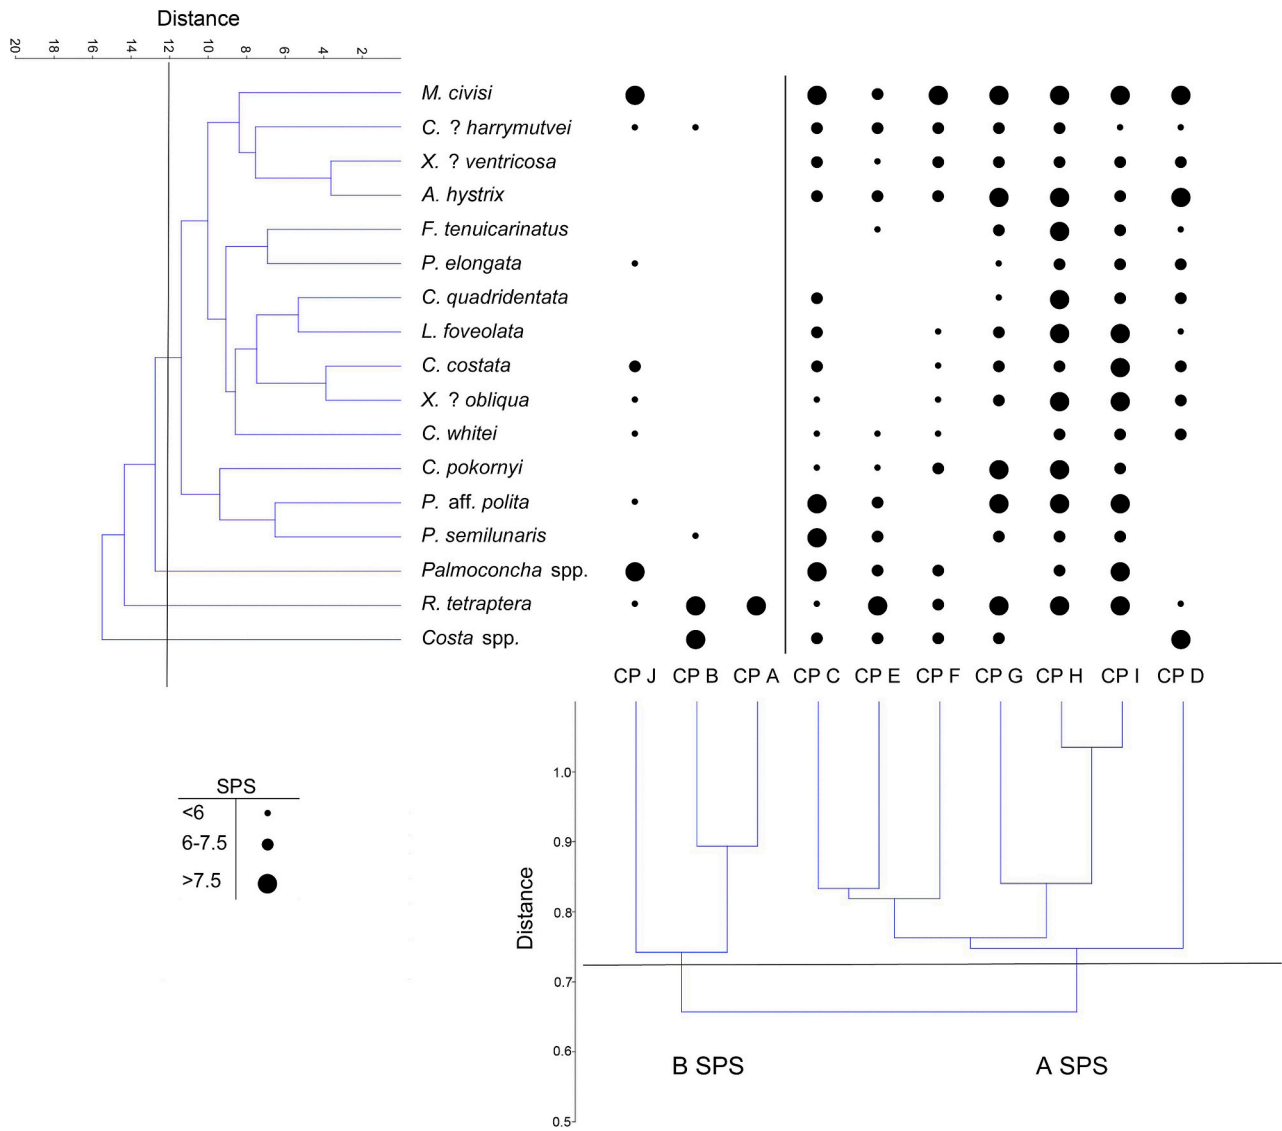 Distance
20 18 16 14 12 10 8 6 4 2
M. civisi
C. ? harrymutvei
X. ? ventricosa
A. hystrix
F. tenuicarinatus
P. elongata
C. quadridentata
L. foveolata
C. costata
X. ? obliqua
C. whitei
C. pokornyi
P. aff. polita
P. semilunaris
Palmoconcha spp.
R. tetraptera
Costa spp.
CP J CP B CP A CP C CP E CP F CP G CP H CP I CP D
SPS
<6
6-7.5
>7.5
Distance
1.0
0.9
0.8
0.7
0.6
0.5
B SPS A SPS